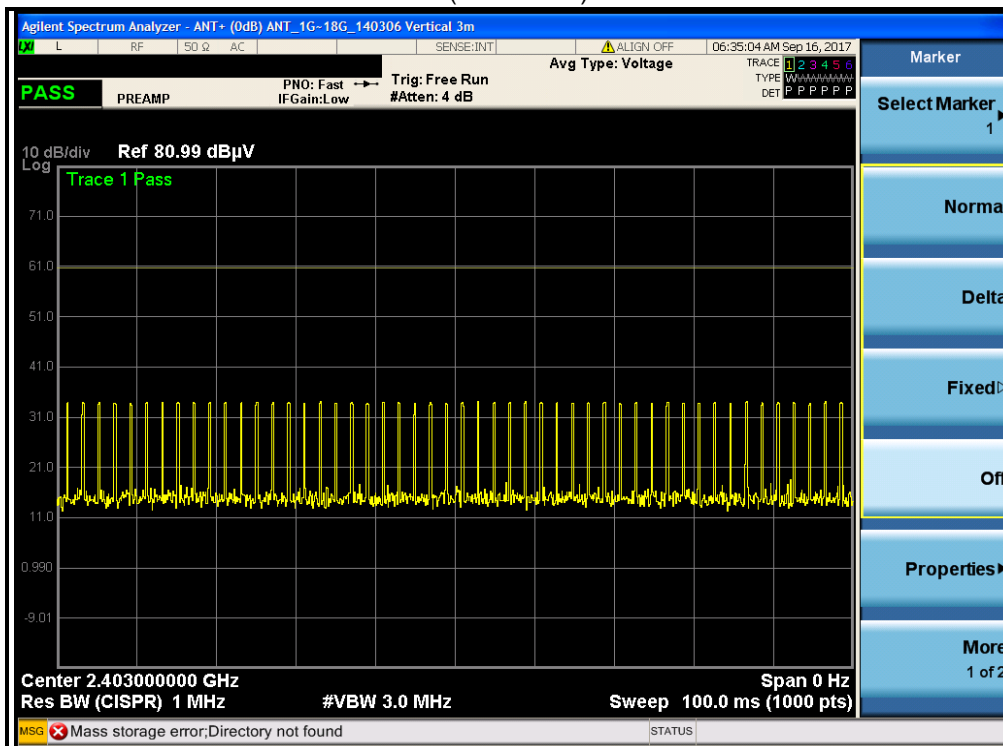 Agilent Spectrum Analyzer - ANT+ (0dB) ANT_1G~18G_140306 Vertical 3m
LXI L RF 50 Ω AC SENSE:INT ALIGN OFF 06:35:04 AM Sep 16, 2017
Avg Type: Voltage
TRACE 1 2 3 4 5 6
TYPE WWWWWW
DET P P P P P P
PASS
PREAMP
PNO: Fast
IFGain:Low
Trig: Free Run
#Atten: 4 dB
10 dB/div
Log
Ref 80.99 dBµV
Trace 1 Pass
71.0
61.0
51.0
41.0
31.0
21.0
11.0
0.990
-9.01
Center 2.403000000 GHz
Span 0 Hz
Res BW (CISPR) 1 MHz
#VBW 3.0 MHz
Sweep 100.0 ms (1000 pts)
MSG Mass storage error;Directory not found
STATUS
Marker
Select Marker
1
Norma
Delta
Fixed
Off
Properties
More
1 of 2